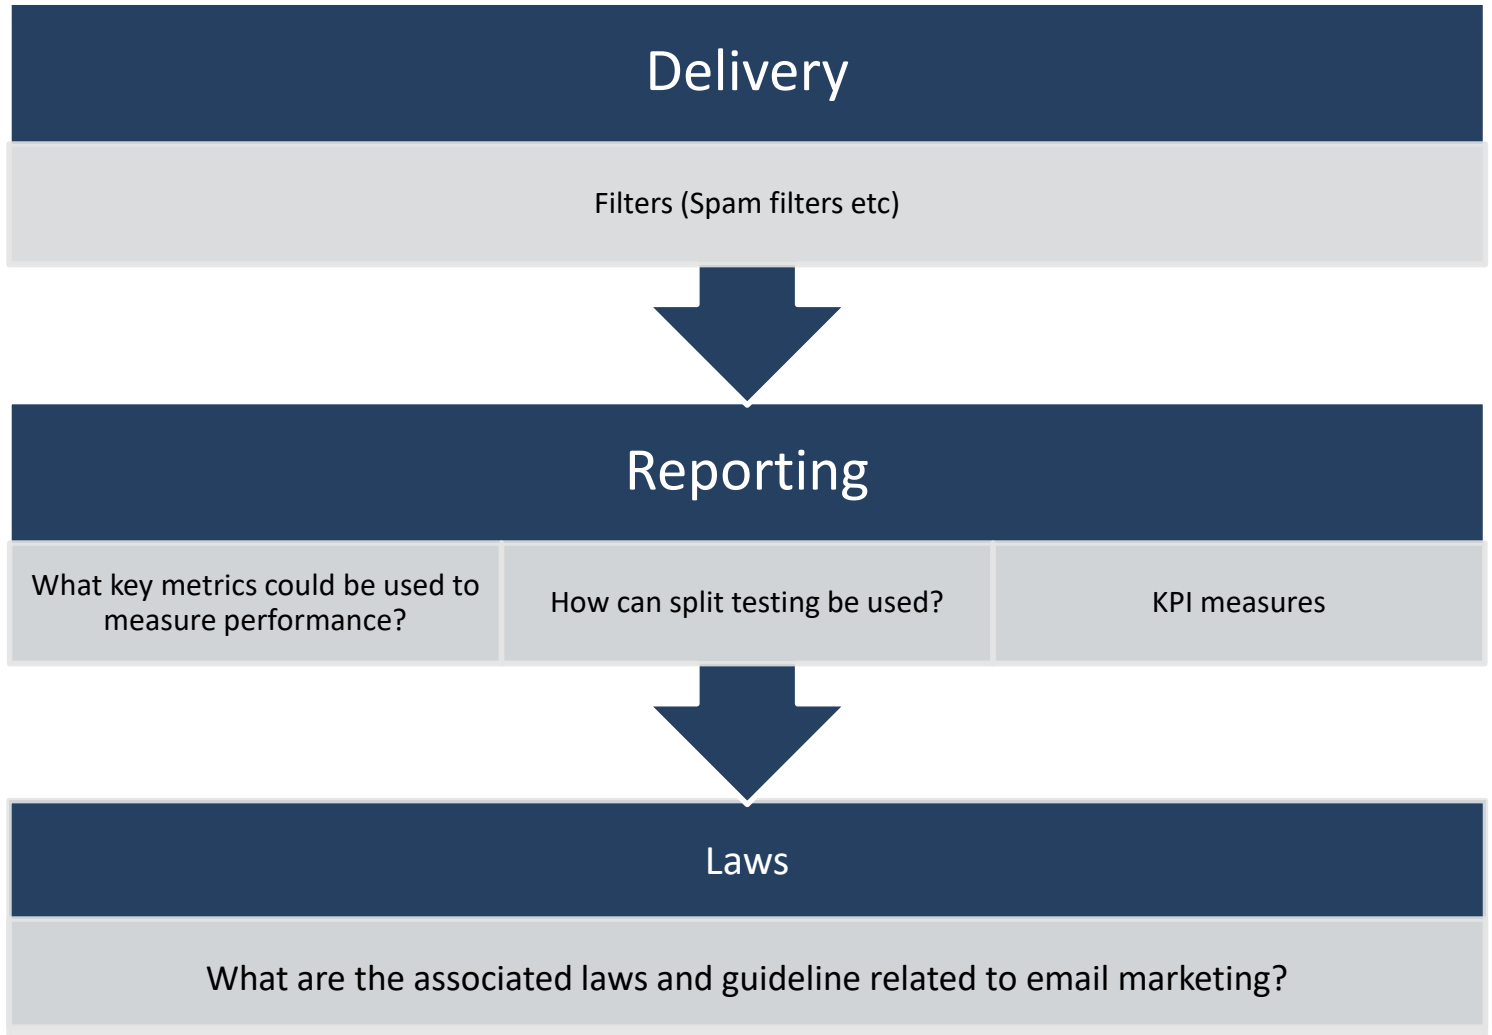 Delivery
Filters (Spam filters etc)
Reporting
What key metrics could be used to
measure performance?
How can split testing be used?
KPI measures
Laws
What are the associated laws and guideline related to email marketing?